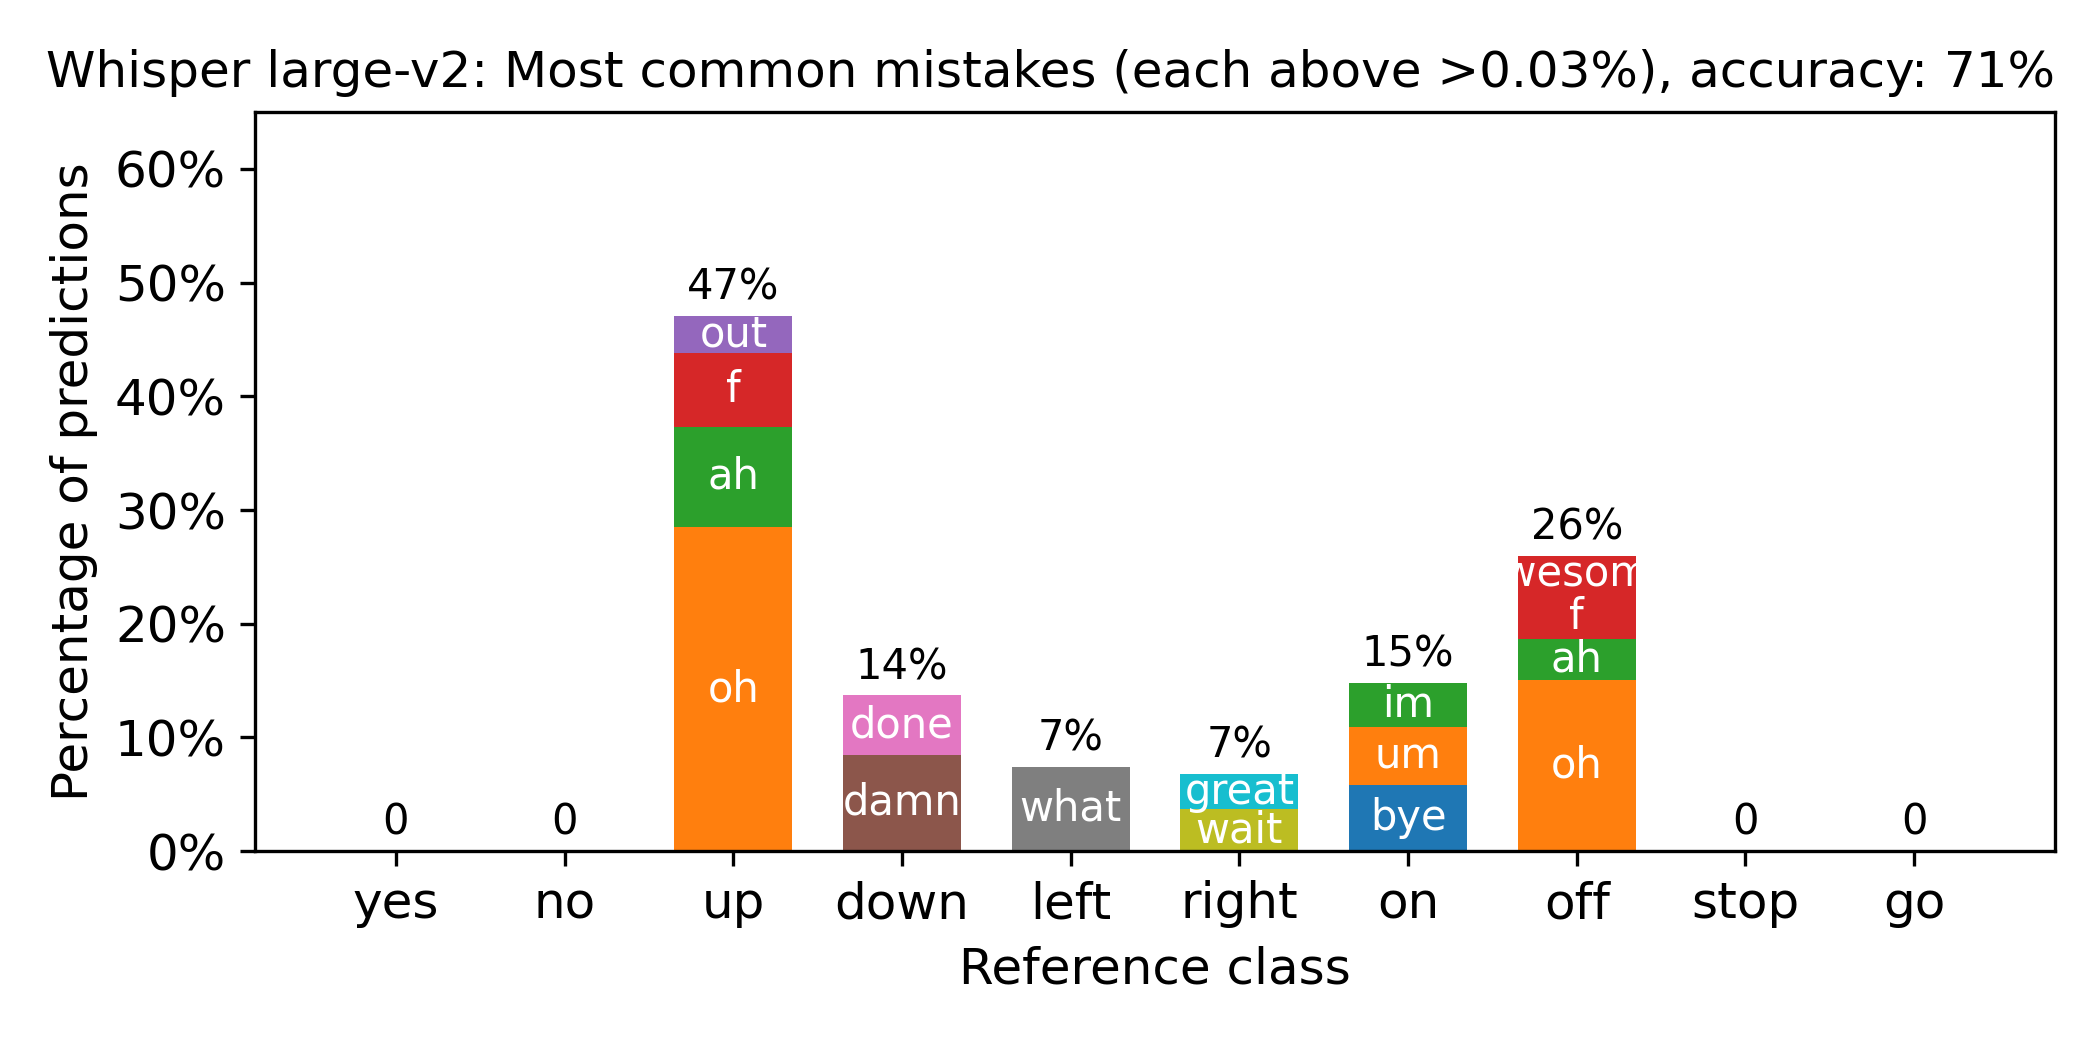 Whisper large-v2: Most common mistakes (each above >0.03%), accuracy: 71%
Percentage of predictions
60%
50%
40%
30%
20%
10%
0%
0
0
47%
out
f
ah
oh
14%
done
damn
7%
what
7%
great
wait
15%
im
um
bye
26%
wesom
f
ah
oh
0
0
yes no up down left right on off stop go
Reference class